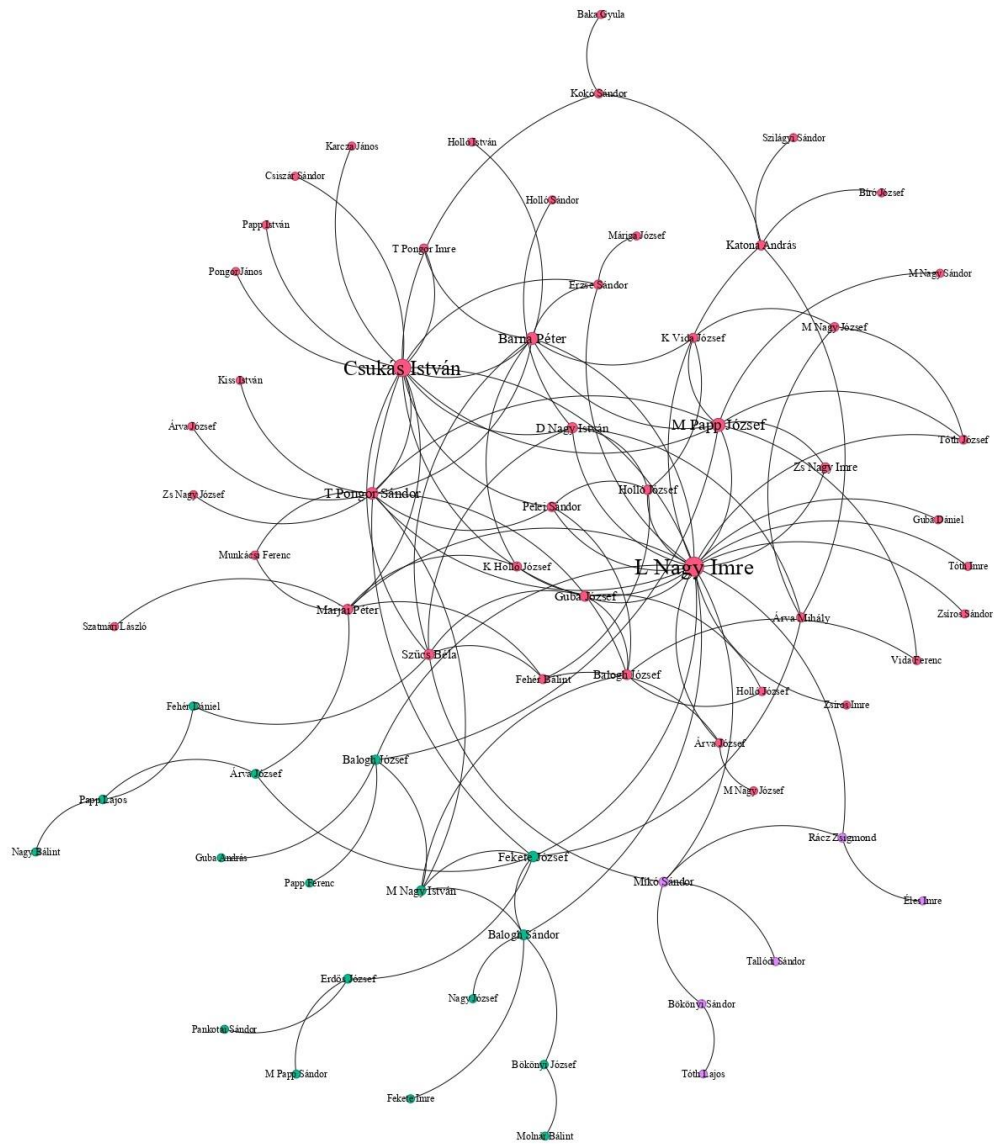 Baka Gyula
Kokó Sándor
Szilágyi Sándor
Holló István
Karcza János
Csiszár Sándor
Bíró József
Holló Sándor
Papp István
Máriga József
Katona András
T Pongor Imre
Pongor János
M Nagy Sándor
Erzse Sándor
M Nagy József
Barna Péter
K Vida József
Csukás István
Kiss István
M Papp József
Árva József
D Nagy István
Tóth József
Zs Nagy Imre
Holló József
T Pongor Sándor
Zs Nagy József
Pelei Sándor
Guba Dániel
Munkácsi Ferenc
K Holló József
L Nagy Imre
Tóth Imre
Guba József
Marjai Péter
Zsíros Sándor
Árva Mihály
Szatmári László
Szűcs Béla
Vida Ferenc
Balogh József
Fehér Bálint
Holló József
Zsíros Imre
Fehér Dániel
Árva József
Balogh József
Árva József
M Nagy József
Papp Lajos
Rácz Zsigmond
Nagy Bálint
Guba András
Fekete József
Papp Ferenc
M Nagy István
Mikó Sándor
Éles Imre
Balogh Sándor
Tallódi Sándor
Erdős József
Nagy József
Bökönyi Sándor
Pankotai Sándor
Bökönyi József
M Papp Sándor
Tóth Lajos
Fekete Imre
Molnár Bálint